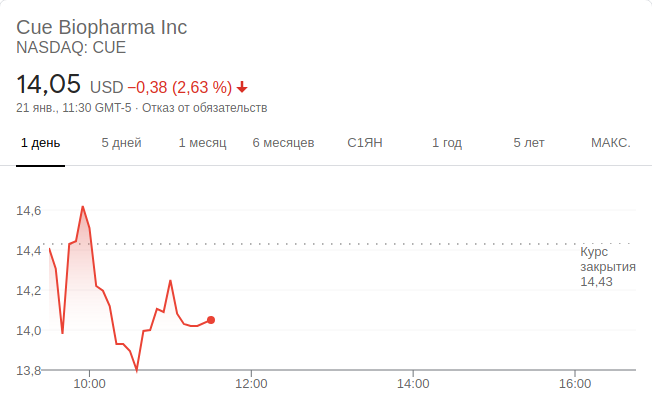 Cue Biopharma Inc
NASDAQ: CUE
14,05 USD −0,38 (2,63 %)
21 янв., 11:30 GMT-5 · Отказ от обязательств
1 день 5 дней 1 месяц 6 месяцев С1ЯН 1 год 5 лет МАКС.
14,6
14,4
14,2
14,0
13,8
Курс
закрытия
14,43
10:00 12:00 14:00 16:00